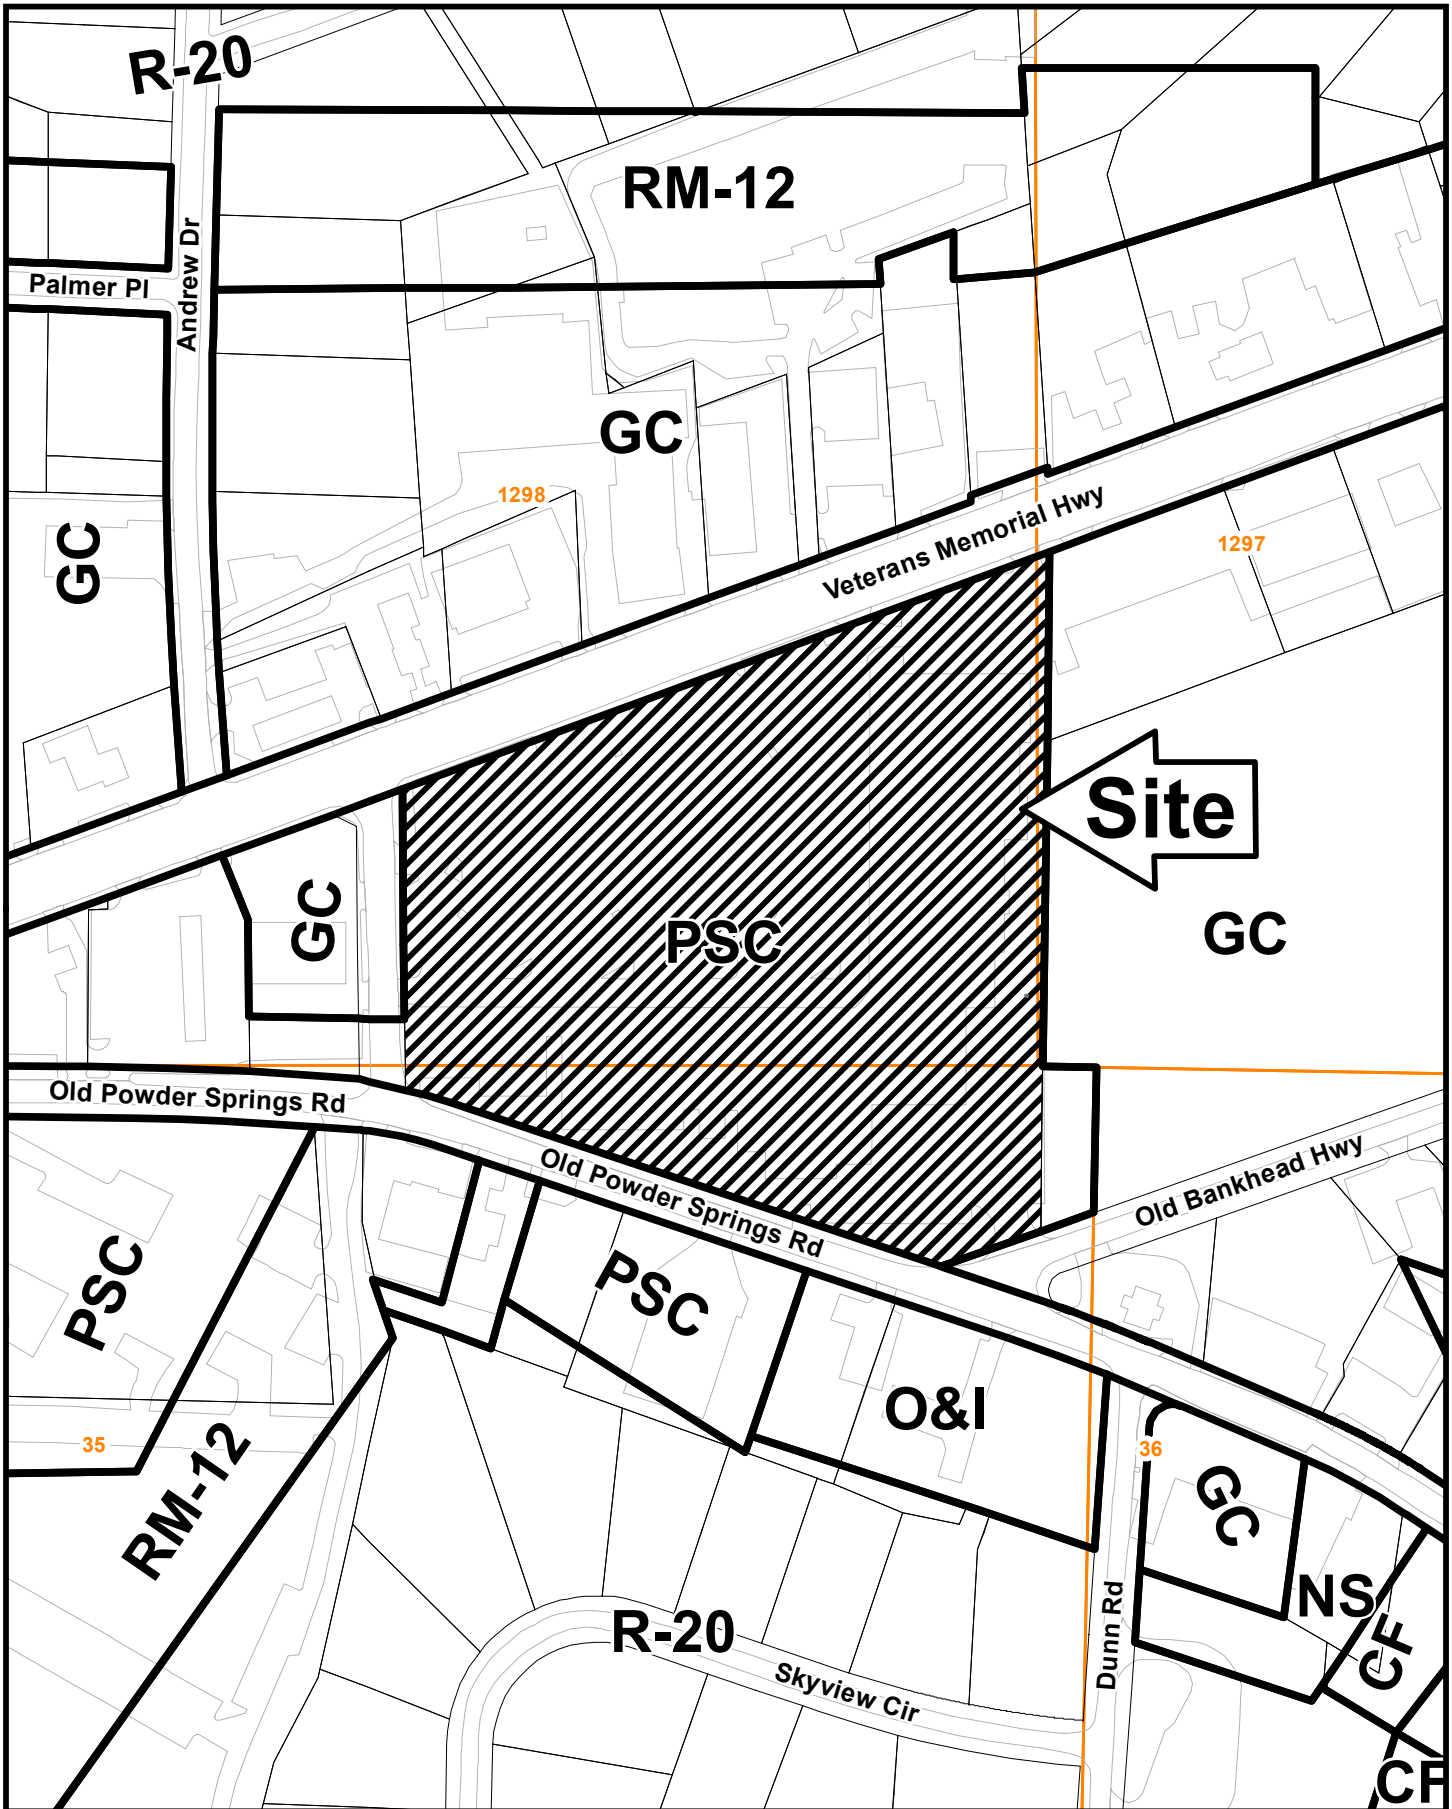 R-20
RM-12
Andrew Dr
Palmer Pl
GC
1298
Veterans Memorial Hwy
1297
GC
Site
GC
PSC
GC
Old Powder Springs Rd
Old Powder Springs Rd
Old Bankhead Hwy
PSC
PSC
O&I
35
RM-12
36
GC
NS
CF
R-20
Dunn Rd
Skyview Cir
CF